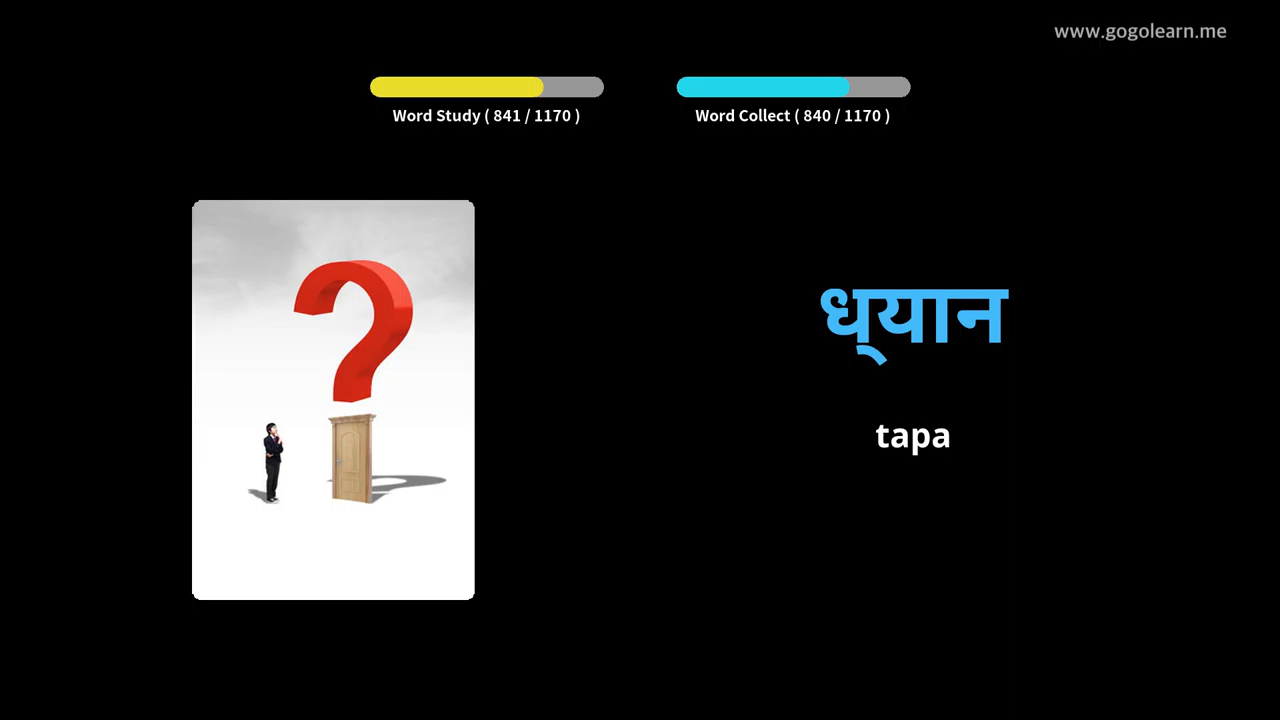 www.gogolearn.me
Word Study ( 841 / 1170 )
Word Collect ( 840 / 1170 )
ध्यान
tapa